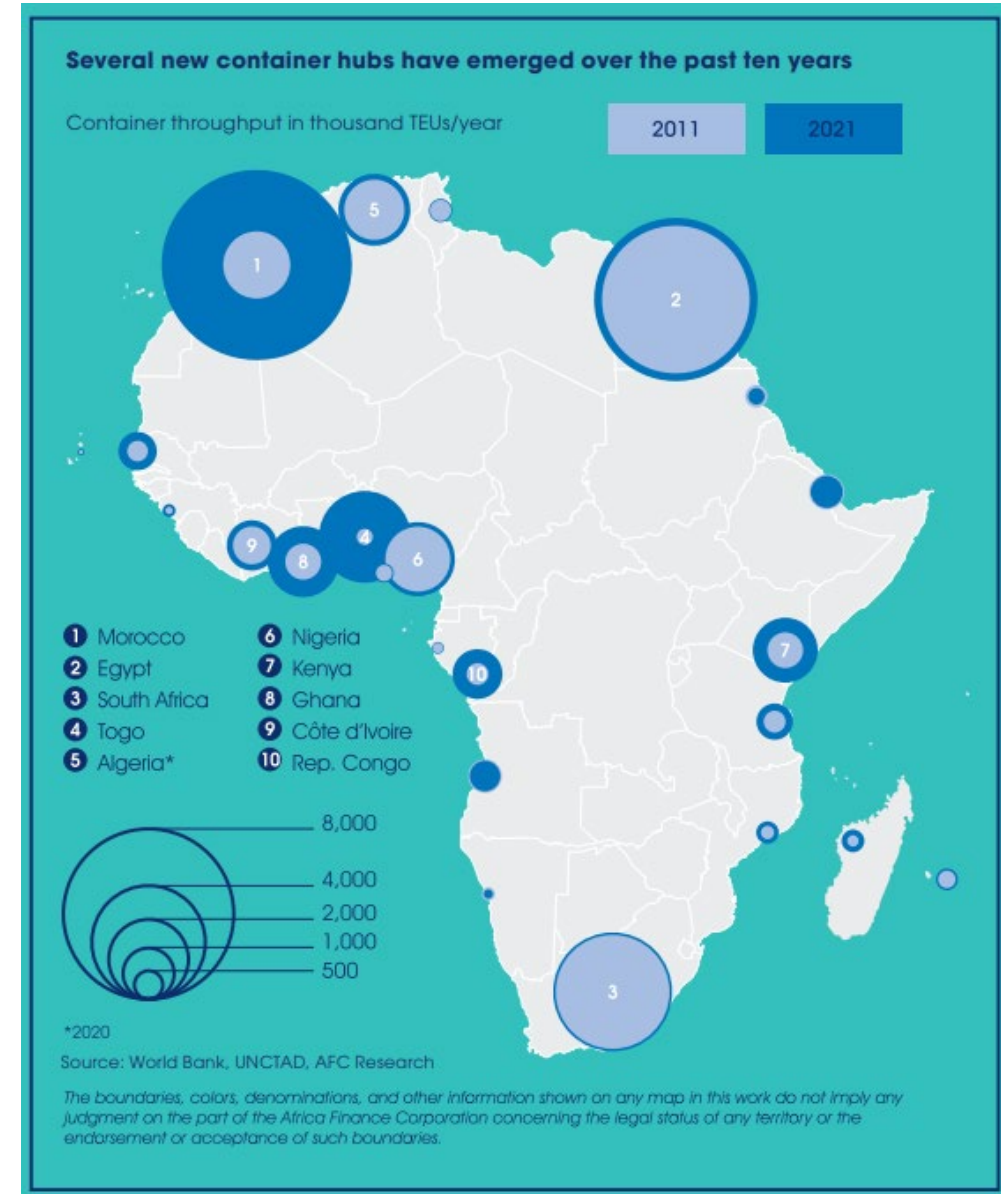 Several new container hubs have emerged over the past ten years
Container throughput in thousand TEUs/year
2011
2021
1
5
2
9
8
4
6
10
7
3
1 Morocco
2 Egypt
3 South Africa
4 Togo
5 Algeria*
6 Nigeria
7 Kenya
8 Ghana
9 Côte d'Ivoire
10 Rep. Congo
8,000
4,000
2,000
1,000
500
*2020
Source: World Bank, UNCTAD, AFC Research
The boundaries, colors, denominations, and other information shown on any map in this work do not imply any
judgment on the part of the Africa Finance Corporation concerning the legal status of any territory or the
endorsement or acceptance of such boundaries.